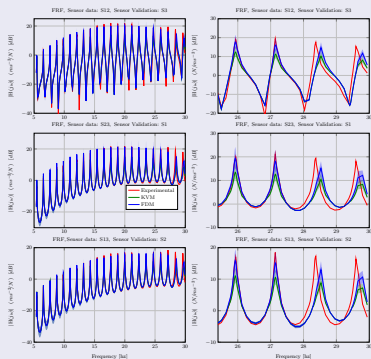 FRF, Sensor data: S12, Sensor Validation: S3
FRF, Sensor data: S12, Sensor Validation: S3
20
0
−20
−40
30
20
10
0
−10
−20
5 10 15 20 25 30
26 27 28 29 30
FRF, Sensor data: S23, Sensor Validation: S1
FRF, Sensor data: S23, Sensor Validation: S1
20
0
−20
Experimental
KVM
FDM
30
20
10
0
5 10 15 20 25 30
26 27 28 29 30
FRF, Sensor data: S13, Sensor Validation: S2
FRF, Sensor data: S13, Sensor Validation: S2
20
0
−20
−40
20
10
0
5 10 15 20 25 30
26 27 28 29 30
Frequency [hz]
Frequency [hz]